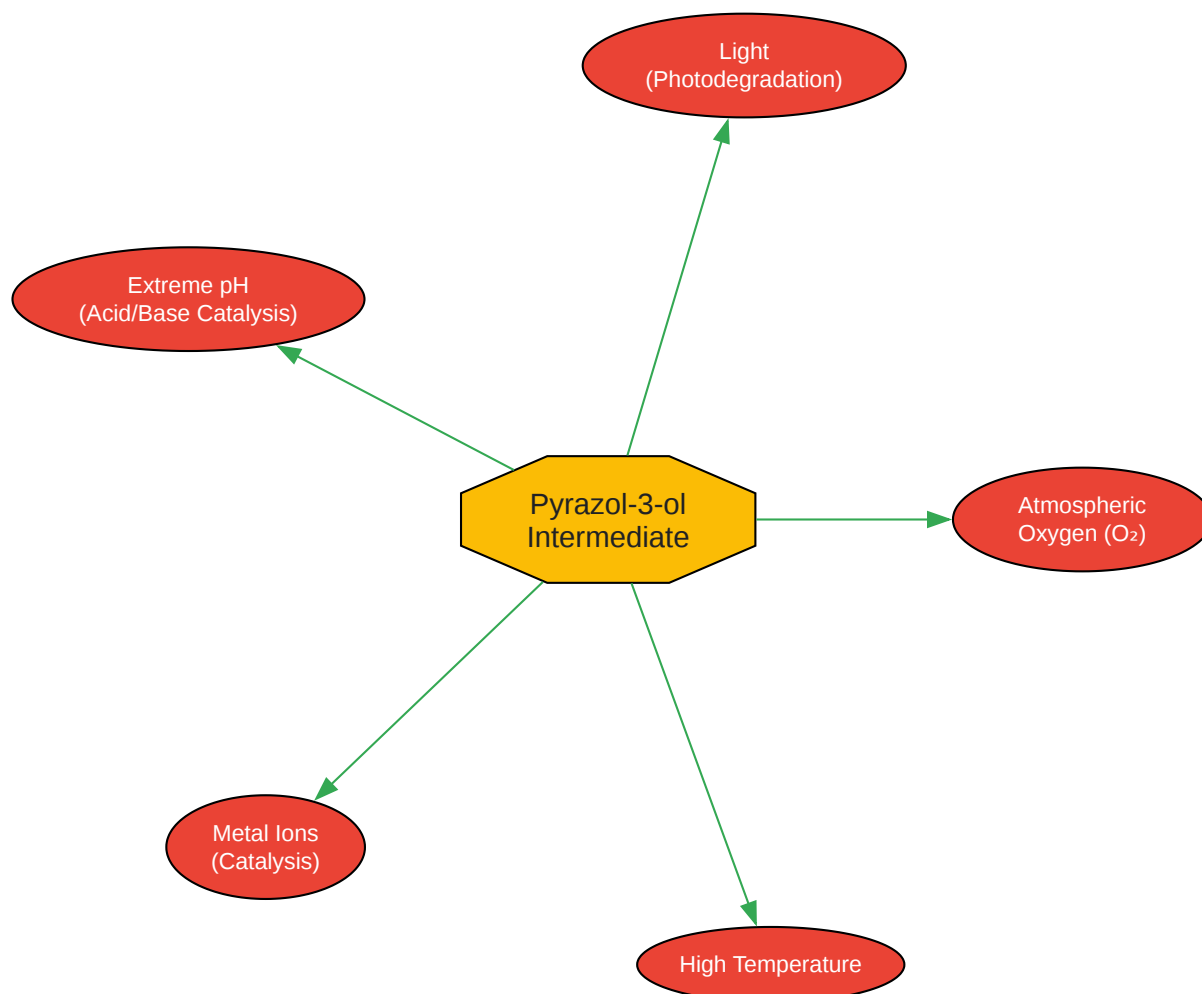 Light
(Photodegradation)
Extreme pH
(Acid/Base Catalysis)
Pyrazol-3-ol
Intermediate
Atmospheric
Oxygen (O₂)
Metal Ions
(Catalysis)
High Temperature